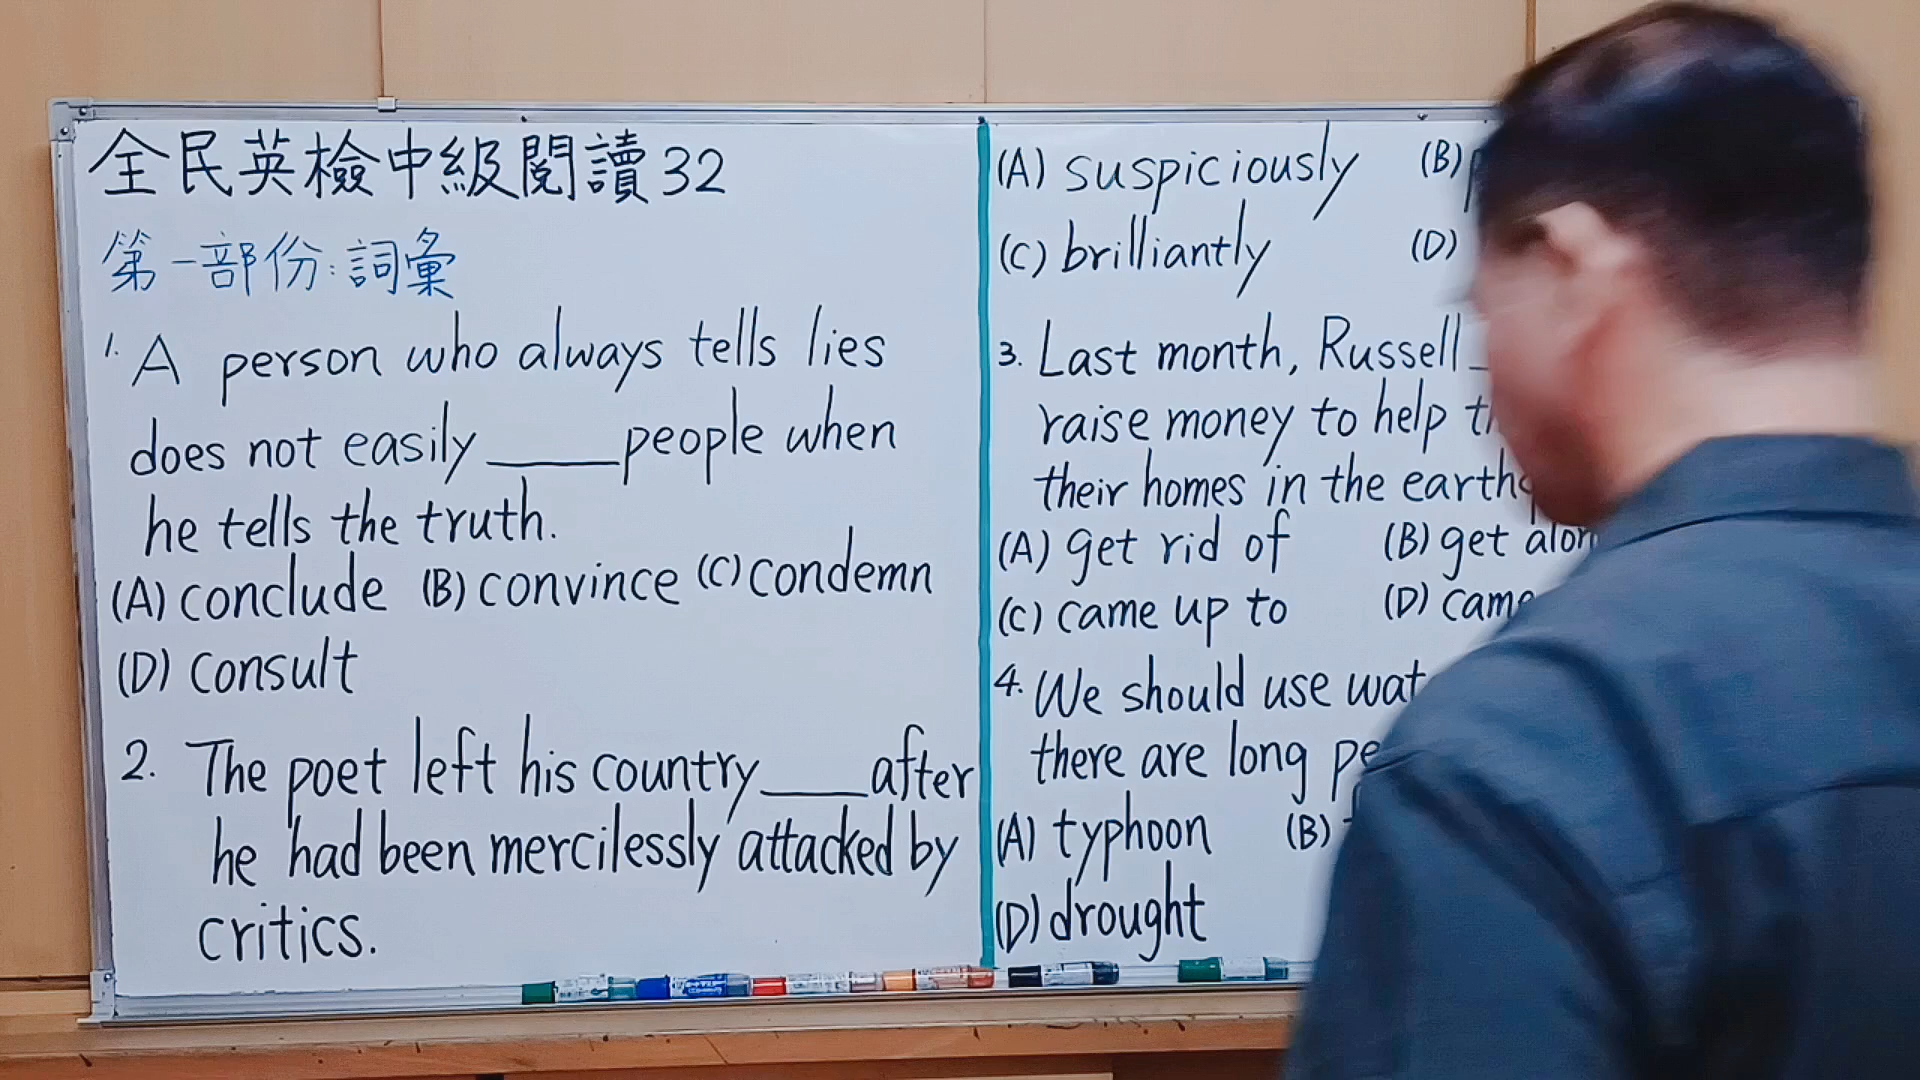 全民英檢中級閱讀32
第一部份:詞彙
1. A person who always tells lies
does not easily ____ people when
he tells the truth.
(A) conclude (B) convince (C) condemn
(D) consult
2. The poet left his country ____ after
he had been mercilessly attacked by
critics.
(A) suspiciously (B)
(C) brilliantly (D)
3. Last month, Russell
raise money to help
their homes in the
(A) get rid of (B) get
(C) came up to (D)
4. We should use
there are long
(A) typhoon (B)
(D) drought